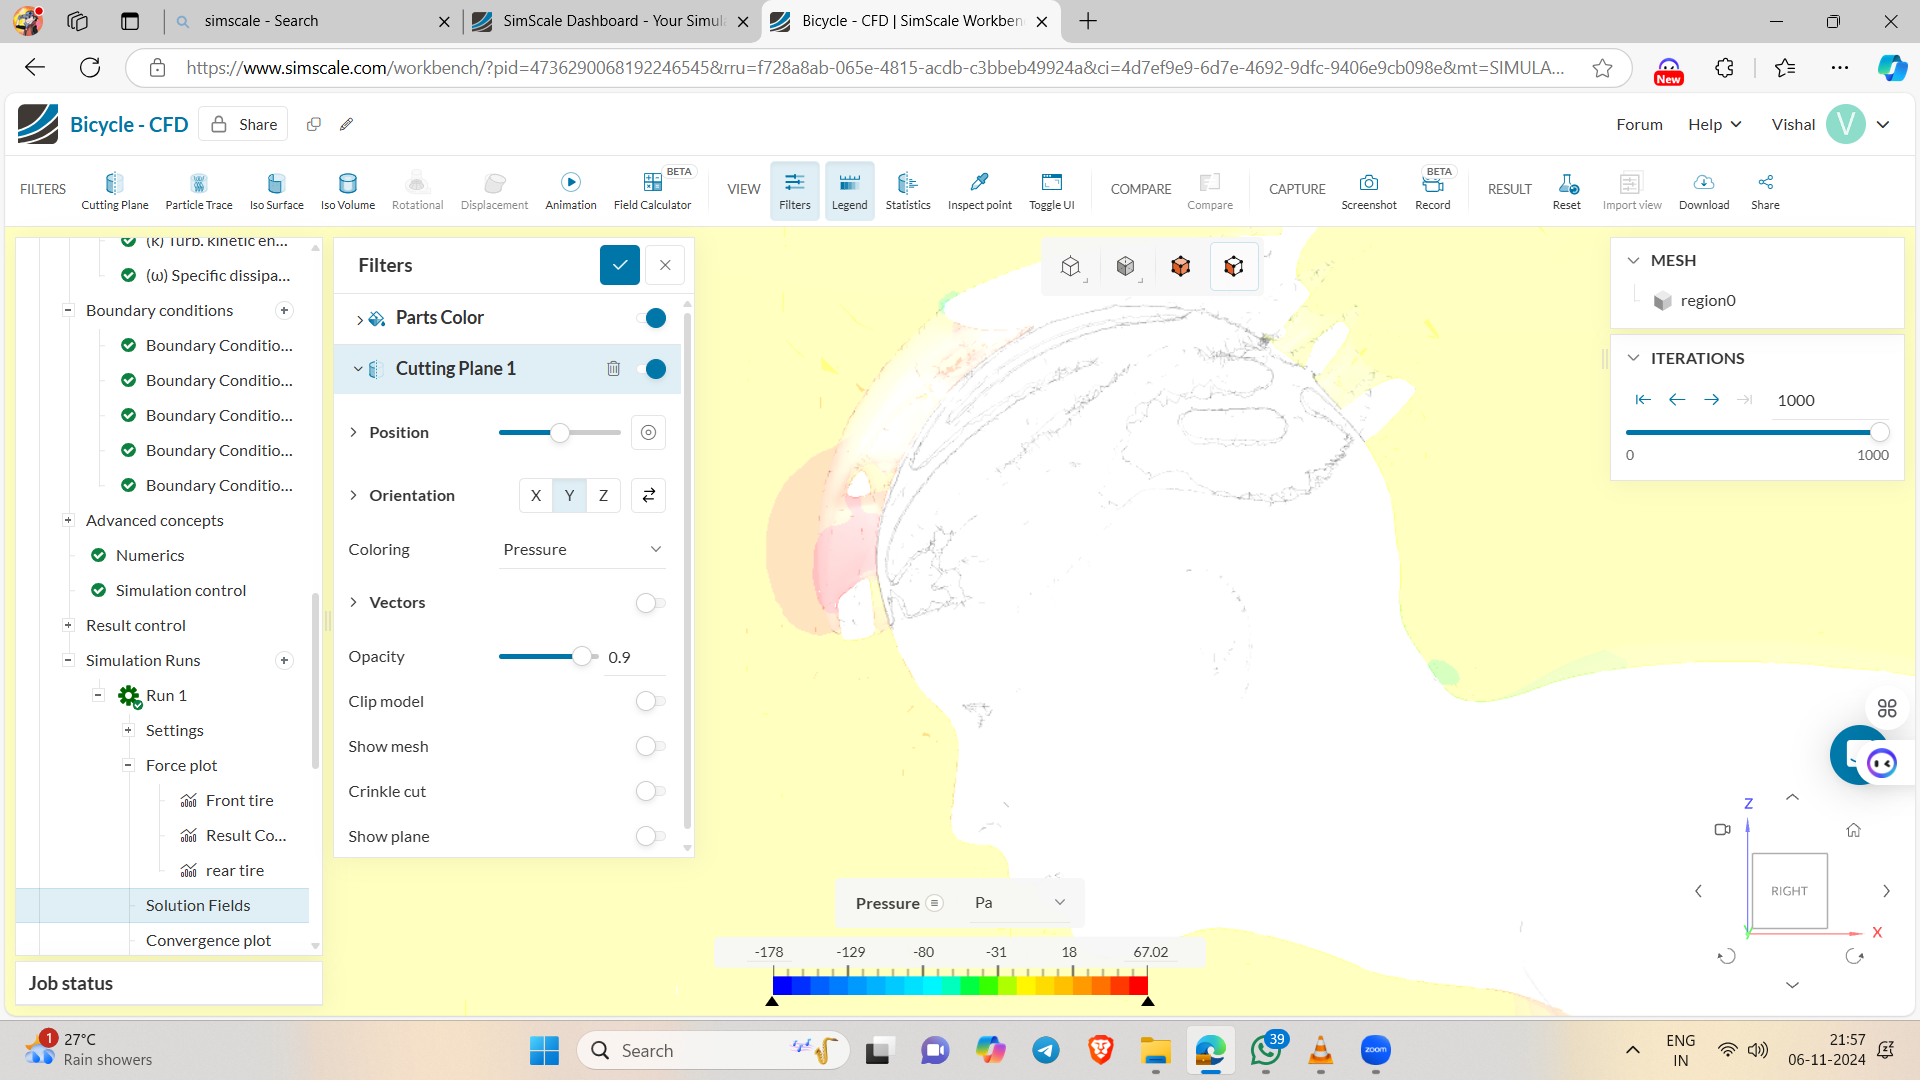 simscale - Search
SimScale Dashboard - Your Simula
Bicycle - CFD | SimScale Workben
https://www.simscale.com/workbench/?pid=4736290068192246545&rru=f728a8ab-065e-4815-acdb-c3bbeb49924a&ci=4d7ef9e9-6d7e-4692-9dfc-9406e9cb098e&mt=SIMULA...
New
Bicycle - CFD
Share
Forum
Help
Vishal
V
FILTERS
Cutting Plane
Particle Trace
Iso Surface
Iso Volume
Rotational
Displacement
Animation
BETA
Field Calculator
VIEW
Filters
Legend
Statistics
Inspect point
Toggle UI
COMPARE
Compare
CAPTURE
Screenshot
BETA
Record
RESULT
Reset
Import view
Download
Share
(k) Turb. kinetic en...
(ω) Specific dissipa...
Boundary conditions
Boundary Conditio...
Boundary Conditio...
Boundary Conditio...
Boundary Conditio...
Boundary Conditio...
Advanced concepts
Numerics
Simulation control
Result control
Simulation Runs
Run 1
Settings
Force plot
Front tire
Result Co...
rear tire
Solution Fields
Convergence plot
Job status
Filters
Parts Color
Cutting Plane 1
Position
Orientation
X Y Z
Coloring
Pressure
Vectors
Opacity
0.9
Clip model
Show mesh
Crinkle cut
Show plane
MESH
region0
ITERATIONS
1000
0
1000
Pressure
Pa
-178 -129 -80 -31 18 67.02
Z
RIGHT
Y
X
1
27°C
Rain showers
Search
39
zoom
ENG
IN
21:57
06-11-2024